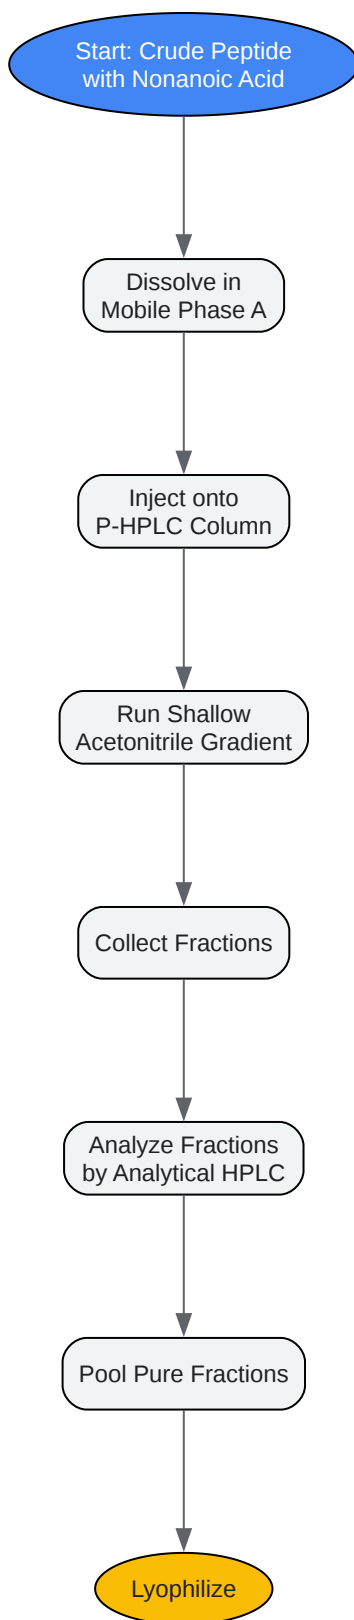 Start: Crude Peptide
with Nonanoic Acid
Dissolve in
Mobile Phase A
Inject onto
P-HPLC Column
Run Shallow
Acetonitrile Gradient
Collect Fractions
Analyze Fractions
by Analytical HPLC
Pool Pure Fractions
Lyophilize